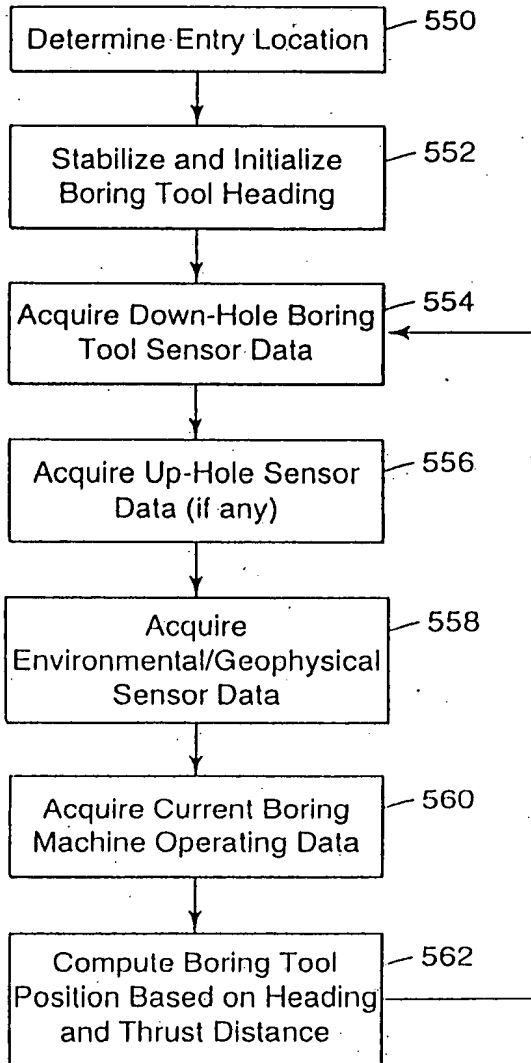 Determine Entry Location
550
Stabilize and Initialize
Boring Tool Heading
552
Acquire Down-Hole Boring
Tool Sensor Data
554
Acquire Up-Hole Sensor
Data (if any)
556
Acquire
Environmental/Geophysical
Sensor Data
558
Acquire Current Boring
Machine Operating Data
560
Compute Boring Tool
Position Based on Heading
and Thrust Distance
562